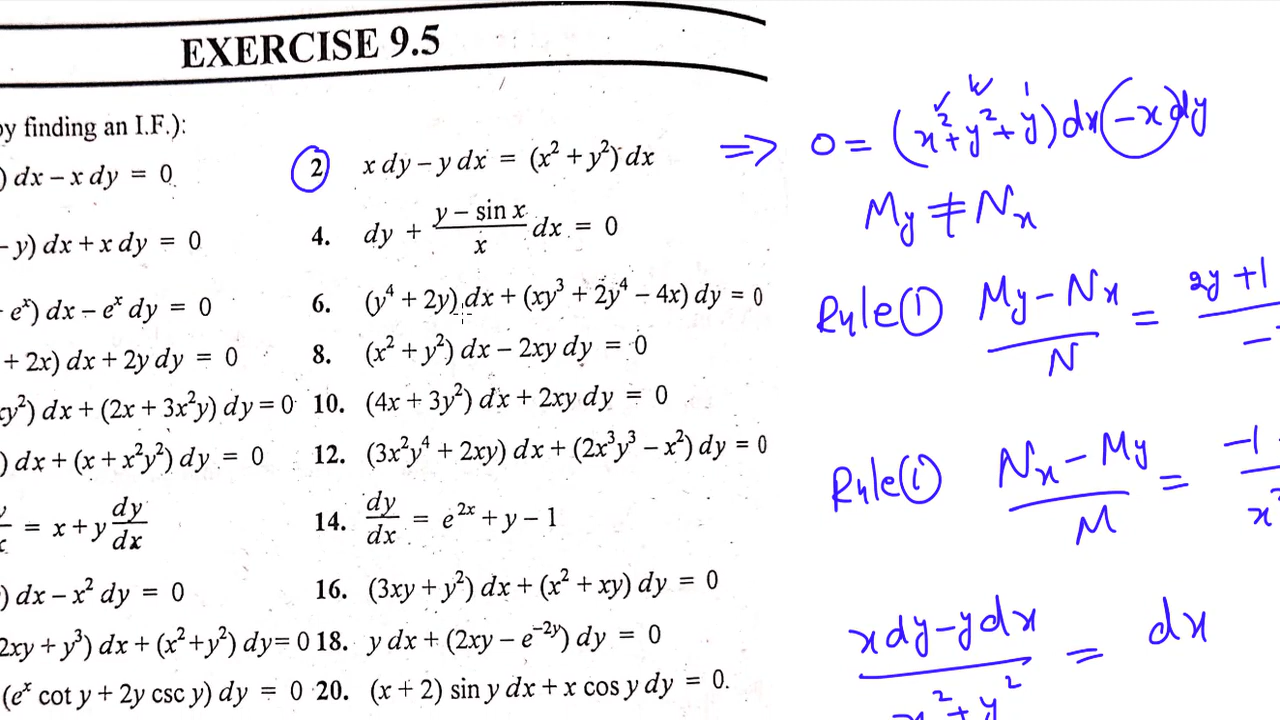 EXERCISE 9.5
by finding an I.F.):
) dx − x dy = 0
2 x dy − y dx = (x² + y²) dx
− y) dx + x dy = 0
4. dy + (y − sin x)/x dx = 0
− eˣ) dx − eˣ dy = 0
6. (y⁴ + 2y) dx + (xy³ + 2y⁴ − 4x) dy = 0
+ 2x) dx + 2y dy = 0
8. (x² + y²) dx − 2xy dy = 0
xy²) dx + (2x + 3x²y) dy = 0
10. (4x + 3y²) dx + 2xy dy = 0
) dx + (x + x²y²) dy = 0
12. (3x²y⁴ + 2xy) dx + (2x³y³ − x²) dy = 0
= x + y dy/dx
14. dy/dx = e²ˣ + y − 1
) dx − x² dy = 0
16. (3xy + y²) dx + (x² + xy) dy = 0
2xy + y³) dx + (x² + y²) dy = 0
18. y dx + (2xy − e⁻²ʸ) dy = 0
(eˣ cot y + 2y csc y) dy = 0
20. (x + 2) sin y dx + x cos y dy = 0.
⇒ 0 = (x² + y² + y) dx (−x) dy
My ≠ Nx
Rule ① (My − Nx)/N = 2y + 1
Rule ① (Nx − My)/M = −1
(x dy − y dx)/(x² + y²) = dx